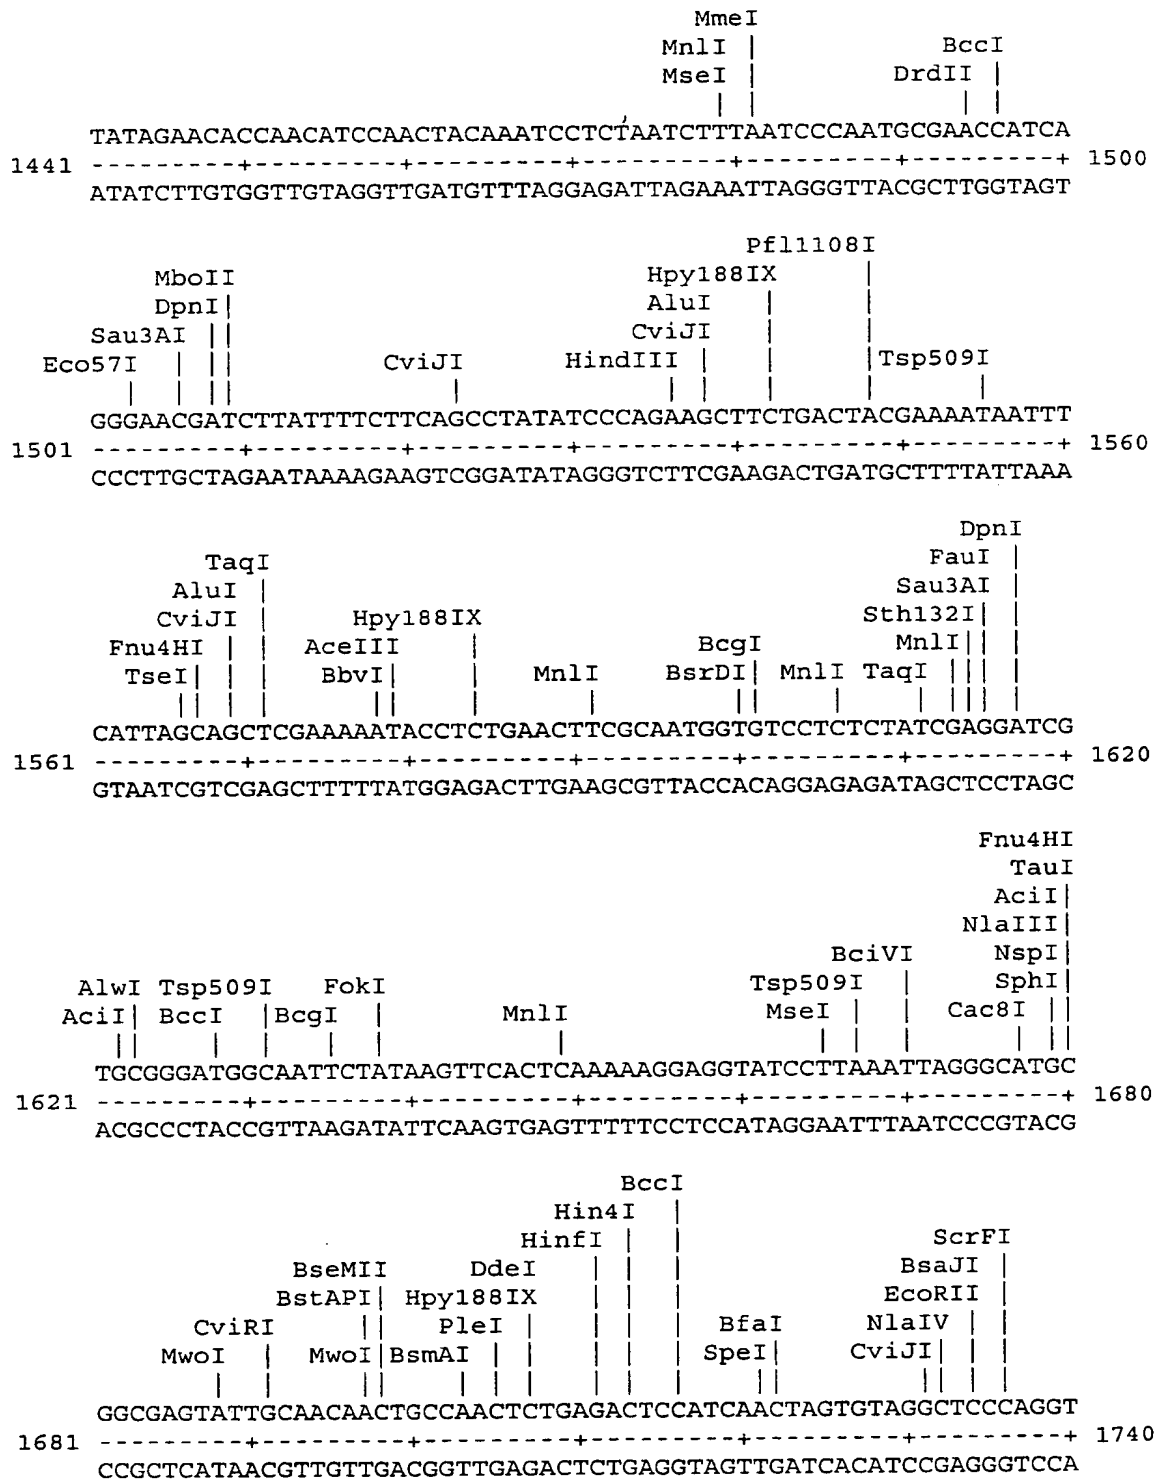 MmeI
MnlI |
BccI
MseI |
DrdII |
TATAGAACACCAACATCCAACTACAAATCCTCTAATCTTTAATCCCAATGCGAACCATCA
1441 ---------+---------+---------+---------+---------+---------+ 1500
ATATCTTGTGGTTGTAGGTTGATGTTTAGGAGATTAGAAATTAGGGTTACGCTTGGTAGT
Pfl1108I
MboII Hpy188IX |
DpnI| AluI | |
Sau3AI || CviJI | |
Eco57I | || CviJI HindIII | | | Tsp509I
GGGAACGATCTTATTTTCTTCAGCCTATATCCCAGAAGCTTCTGACTACGAAAATAATTT
1501 ---------+---------+---------+---------+---------+---------+ 1560
CCCTTGCTAGAATAAAAGAAGTCGGATATAGGGTCTTCGAAGACTGATGCTTTTATTAAA
DpnI
TaqI FauI |
AluI | Sau3AI |
CviJI | Hpy188IX Sth132I| |
Fnu4HI | | AceIII | BcgI MnlI|| |
TseI| | | BbvI| | MnlI BsrDI| MnlI TaqI ||| |
CATTAGCAGCTCGAAAAATACCTCTGAACTTCGCAATGGTGTCCTCTCTATCGAGGATCG
1561 ---------+---------+---------+---------+---------+---------+ 1620
GTAATCGTCGAGCTTTTTATGGAGACTTGAAGCGTTACCACAGGAGAGATAGCTCCTAGC
Fnu4HI
TauI
AciI|
NlaIII|
BciVI NspI|
AlwI Tsp509I FokI Tsp509I | SphI|
AciI| BccI | BcgI | MnlI MseI | | Cac8I ||
TGCGGGATGGCAATTCTATAAGTTCACTCAAAAAGGAGGTATCCTTAAATTAGGGCATGC
1621 ---------+---------+---------+---------+---------+---------+ 1680
ACGCCCTACCGTTAAGATATTCAAGTGAGTTTTTCCTCCATAGGAATTTAATCCCGTACG
BccI
Hin4I |
HinfI | | ScrFI
BseMII DdeI | | | BsaJI |
BstAPI| Hpy188IX | | | EcoRII |
CviRI || PleI | | | | BfaI NlaIV | |
MwoI | MwoI| BsmAI | | | | | SpeI| CviJI| | |
GGCGAGTATTGCAACAACTGCCAACTCTGAGACTCCATCAACTAGTGTAGGCTCCCAGGT
1681 ---------+---------+---------+---------+---------+---------+ 1740
CCGCTCATAACGTTGTTGACGGTTGAGACTCTGAGGTAGTTGATCACATCCGAGGGTCCA